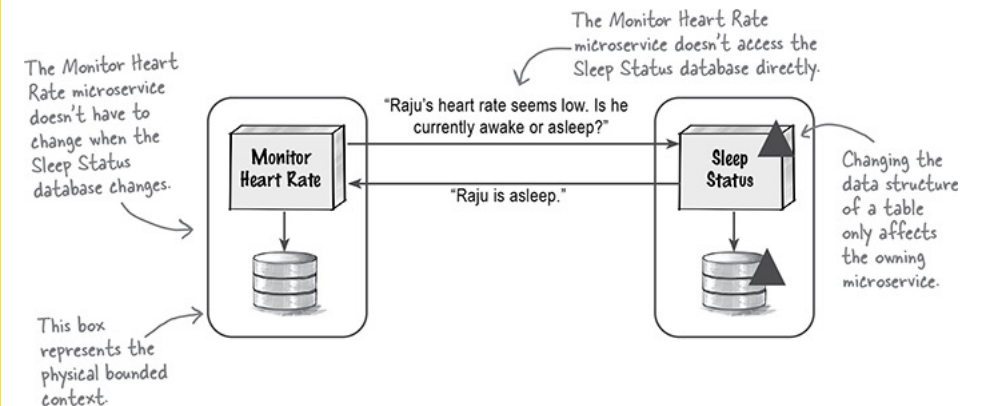 The Monitor Heart Rate
microservice doesn't access the
Sleep Status database directly.
The Monitor Heart
Rate microservice
doesn't have to
change when the
Sleep Status
database changes.
“Raju’s heart rate seems low. Is he
currently awake or asleep?”
Monitor
Heart Rate
Sleep
Status
“Raju is asleep.”
Changing the
data structure
of a table
only affects
the owning
microservice.
This box
represents the
physical bounded
context.